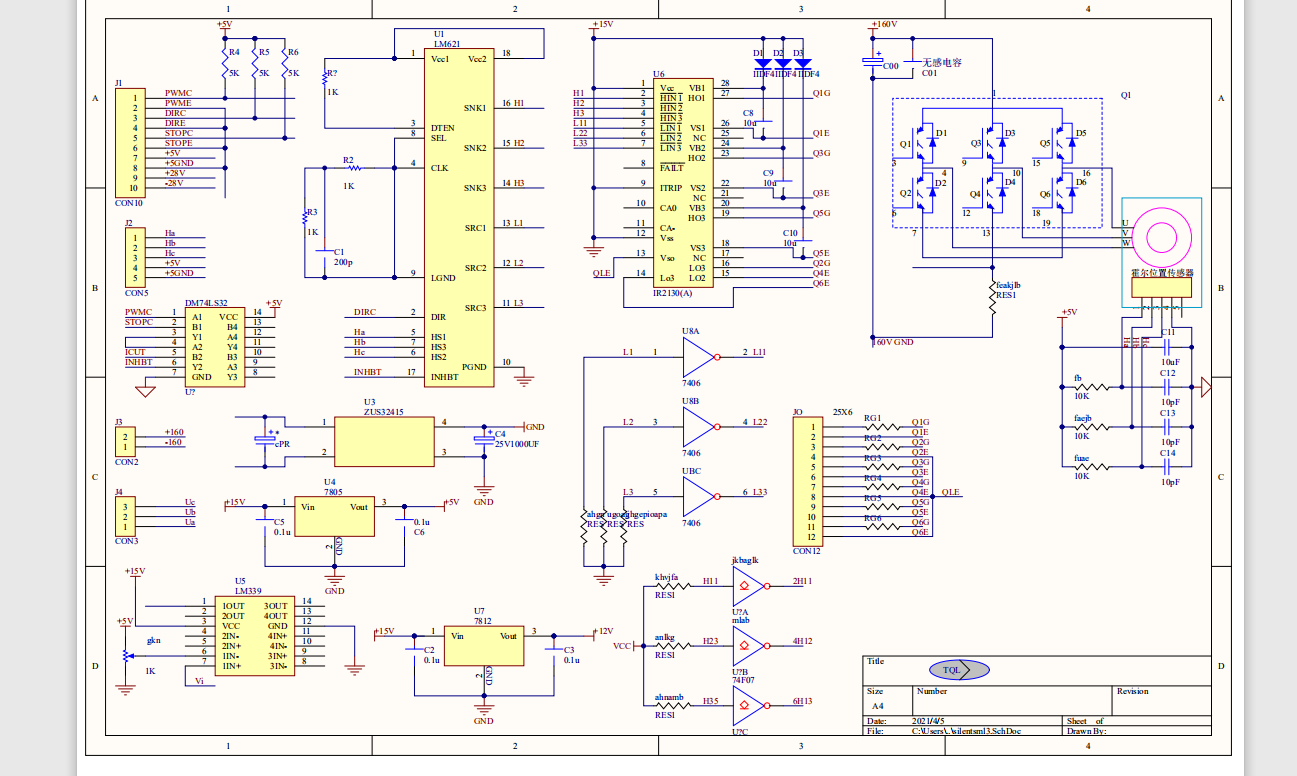 1 2 3 4
A
B
C
D
+5V
R4 R5 R6
5K 5K 5K
J1
1 PWMC
2 PWME
3 DIRC
4 DIRE
5 STOPC
6 STOPE
7 +5V
8 +5GND
9 +28V
10 -28V
CON10
J2
1 Ha
2 Hb
3 Hc
4 +5V
5 +5GND
CON5
DM74LS32
+5V
PWMC 1 A1 VCC 14
STOPC 2 B1 B4 13
3 Y1 A4 12
4 A2 Y4 11
ICUT 5 B2 B3 10
INHBT 6 Y2 A3 9
7 GND Y3 8
U?
R?
1K
R2
1K
R3
1K
C1
200p
U1
LM621
1 Vcc1 Vcc2 18
SNK1 16 H1
3 DTEN
8 SEL
SNK2 15 H2
4 CLK
SNK3 14 H3
SRC1 13 L1
SRC2 12 L2
9 LGND
SRC3 11 L3
DIRC 2 DIR
Ha 5 HS1
Hb 7 HS3
Hc 6 HS2
PGND 10
INHBT 17 INHBT
+15V
D1 D2 D3
IIDF4 IIDF4 IIDF4
U6
1 Vcc VB1 28
H1 2 HIN1 HO1 27 Q1G
H2 3 HIN2
H3 4 HIN3
L11 5 LIN1 VS1 26
L22 6 LIN2 NC 25 Q1E
L33 7 LIN3 VB2 24
HO2 23 Q3G
8 FAILT
9 ITRIP VS2 22
NC 21 Q3E
10 CA0 VB3 20
HO3 19 Q5G
11 CA-
12 Vss
VS3 18
13 Vso NC 17 Q5E
LO3 16 Q2G
QLE 14 Lo3 LO2 15 Q4E
Q6E
IR2130(A)
C8
10u
C9
10u
C10
10u
+160V
C00
无感电容
C01
Q1
1
Q1 D1 Q3 D3 Q5 D5
3 9 15
4 10 16
Q2 D2 Q4 D4 Q6 D6
6 12 18
7 13 19
U
V
W
霍尔位置传感器
1 2 3 4 5
feakjlb
RES1
160V GND
+5V
Ha Hb Hc
C11
10uF
fb
10K
C12
10pF
faejb
10K
C13
10pF
fuae
10K
C14
10pF
U8A
L1 1 2 L11
7406
U8B
L2 3 4 L22
7406
UBC
L3 5 6 L33
7406
RES RES RES
J3
2 +160
1 -160
CON2
J4
3 Uc
2 Ub
1 Ua
CON3
cPR
U3
ZUS32415
1 4
2 3
GND
C4
25V1000UF
GND
U4
7805
+15V 1 Vin Vout 3 +5V
GND
2
C5
0.1u
0.1u
C6
GND
JO 25X6
1 RG1 Q1G
2 Q1E
3 RG2 Q2G
4 Q2E
5 RG3 Q3G
6 Q3E
7 RG4 Q4G
8 Q4E QLE
9 RG5 Q5G
10 Q5E
11 RG6 Q6G
12 Q6E
CON12
+15V
U5
LM339
1 1OUT 3OUT 14
2 2OUT 4OUT 13
3 VCC GND 12
4 2IN- 4IN+ 11
5 2IN+ 4IN- 10
6 1IN- 3IN+ 9
7 1IN+ 3IN- 8
Vi
+5V
gkn
1K
U7
7812
+15V 1 Vin Vout 3 +12V
GND
2
C2
0.1u
C3
0.1u
GND
VCC
khvjfa
RES1
H11
jkbaglk
2H11
U?A
anlkg
RES1
H23
mlab
4H12
U?B
ahnamb
RES1
H35
74F07
6H13
U?C
Title
TQL
Size
A4
Number
Revision
Date: 2021/4/5 Sheet of
File: C:\Users\..\silentsml3.SchDoc Drawn By:
1 2 3 4